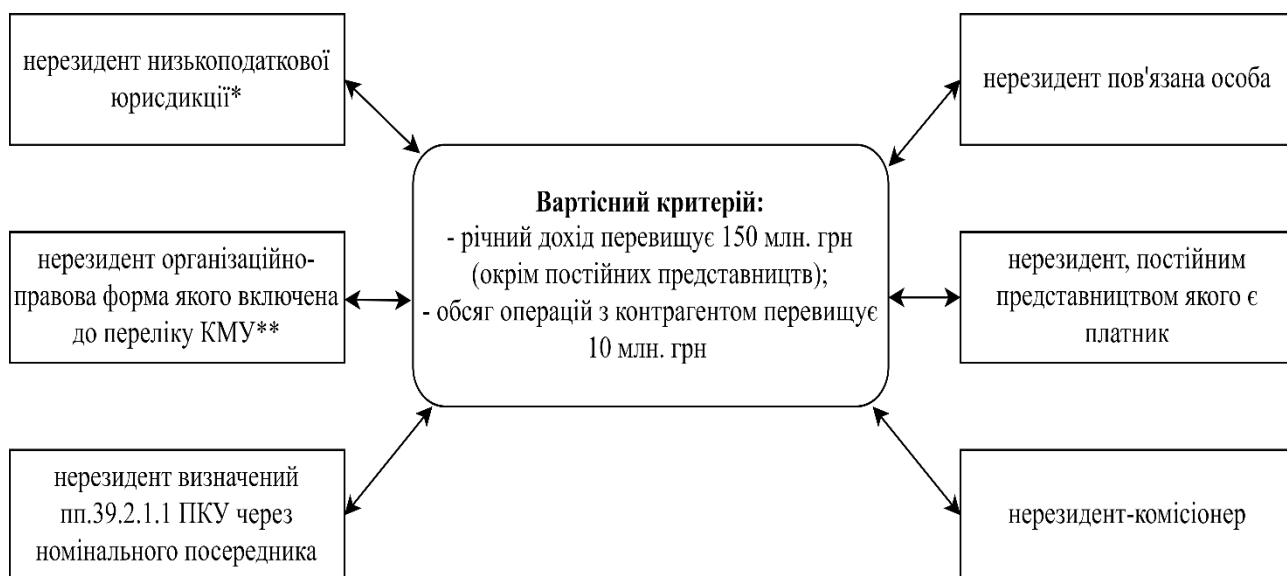 нерезидент низькоподаткової
юрисдикції*
нерезидент пов'язана особа
Вартісний критерій:
- річний дохід перевищує 150 млн. грн
(окрім постійних представництв);
- обсяг операцій з контрагентом перевищує
10 млн. грн
нерезидент організаційно-
правова форма якого включена
до переліку КМУ**
нерезидент, постійним
представництвом якого є
платник
нерезидент визначений
пп.39.2.1.1 ПКУ через
номінального посередника
нерезидент-комісіонер